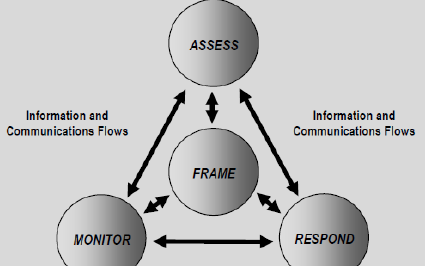 ASSESS
Information and
Communications Flows
Information and
Communications Flows
FRAME
MONITOR
RESPOND